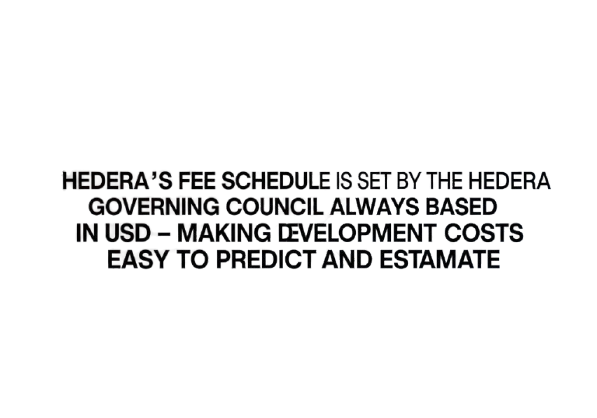 HEDERA'S FEE SCHEDULE IS SET BY THE HEDERA
GOVERNING COUNCIL ALWAYS BASED
IN USD – MAKING DEVELOPMENT COSTS
EASY TO PREDICT AND ESTAMATE